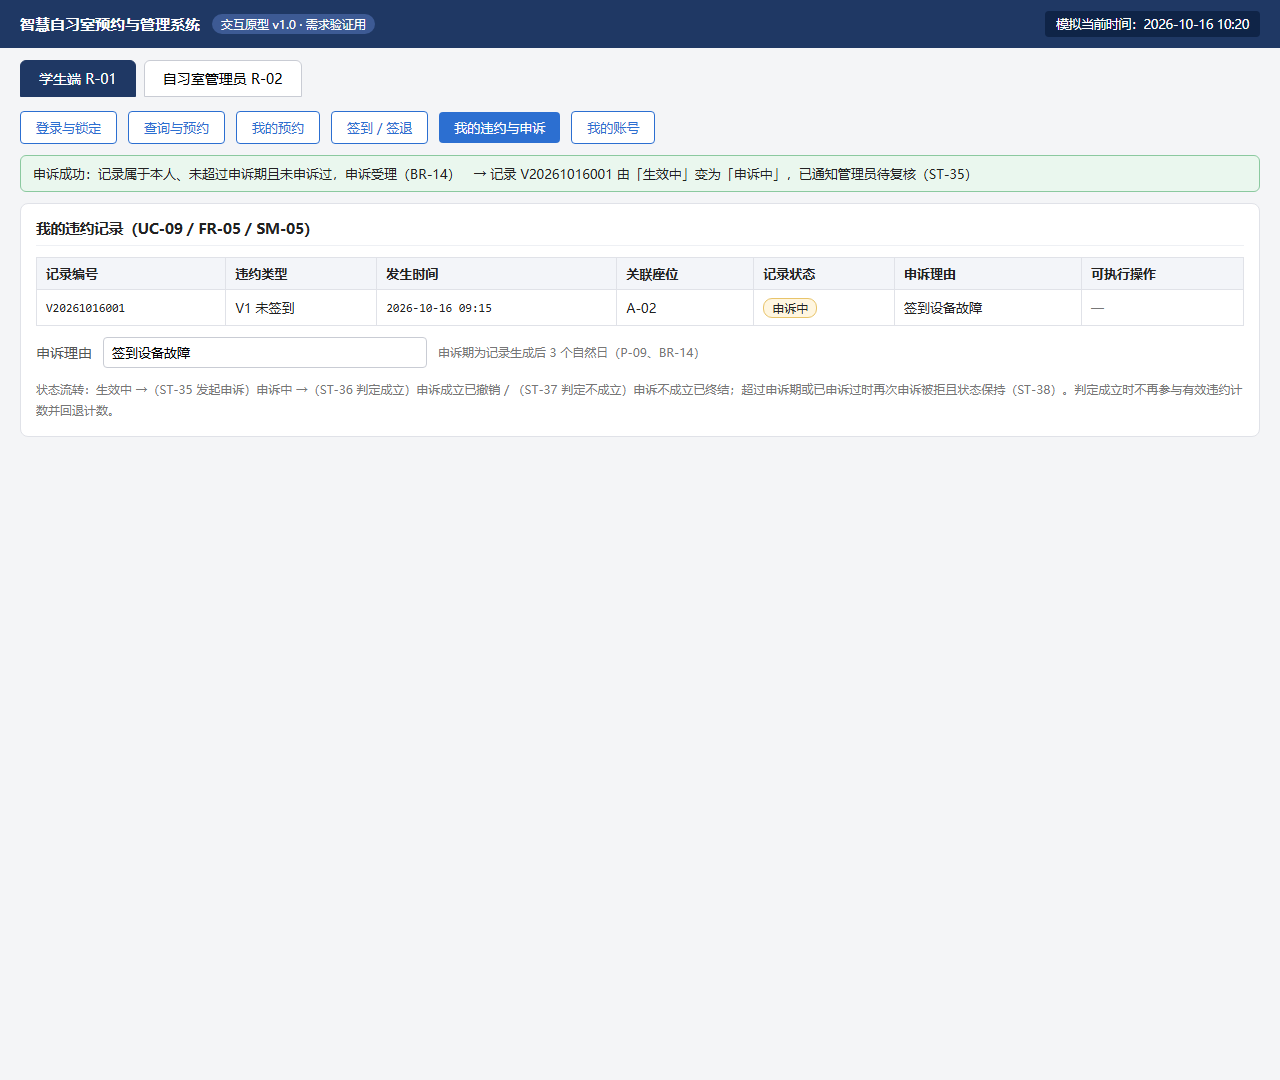 智慧自习室预约与管理系统 交互原型 v1.0 · 需求验证用 模拟当前时间：2026-10-16 10:20
学生端 R-01 自习室管理员 R-02
登录与锁定 查询与预约 我的预约 签到 / 签退 我的违约与申诉 我的账号
申诉成功：记录属于本人、未超过申诉期且未申诉过，申诉受理（BR-14） → 记录 V20261016001 由「生效中」变为「申诉中」，已通知管理员待复核（ST-35）
我的违约记录（UC-09 / FR-05 / SM-05）
记录编号 违约类型 发生时间 关联座位 记录状态 申诉理由 可执行操作
V20261016001 V1 未签到 2026-10-16 09:15 A-02 申诉中 签到设备故障 —
申诉理由 签到设备故障 申诉期为记录生成后 3 个自然日（P-09、BR-14）
状态流转：生效中 →（ST-35 发起申诉）申诉中 →（ST-36 判定成立）申诉成立已撤销 / （ST-37 判定不成立）申诉不成立已终结；超过申诉期或已申诉过时再次申诉被拒且状态保持（ST-38）。判定成立时不再参与有效违约计
数并回退计数。